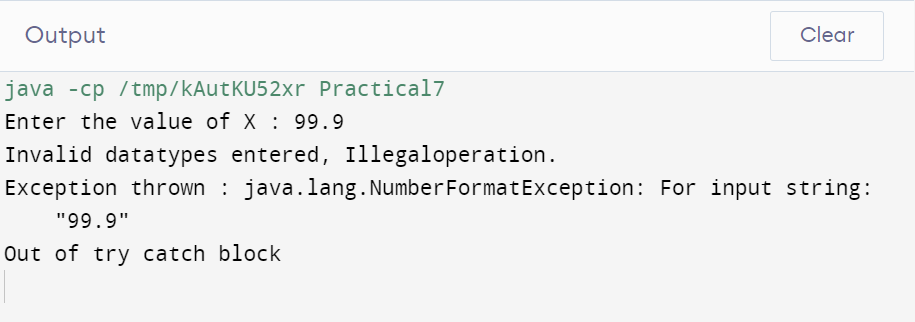 Output
Clear
java -cp /tmp/kAutKU52xr Practical7
Enter the value of X : 99.9
Invalid datatypes entered, Illegaloperation.
Exception thrown : java.lang.NumberFormatException: For input string:
"99.9"
Out of try catch block